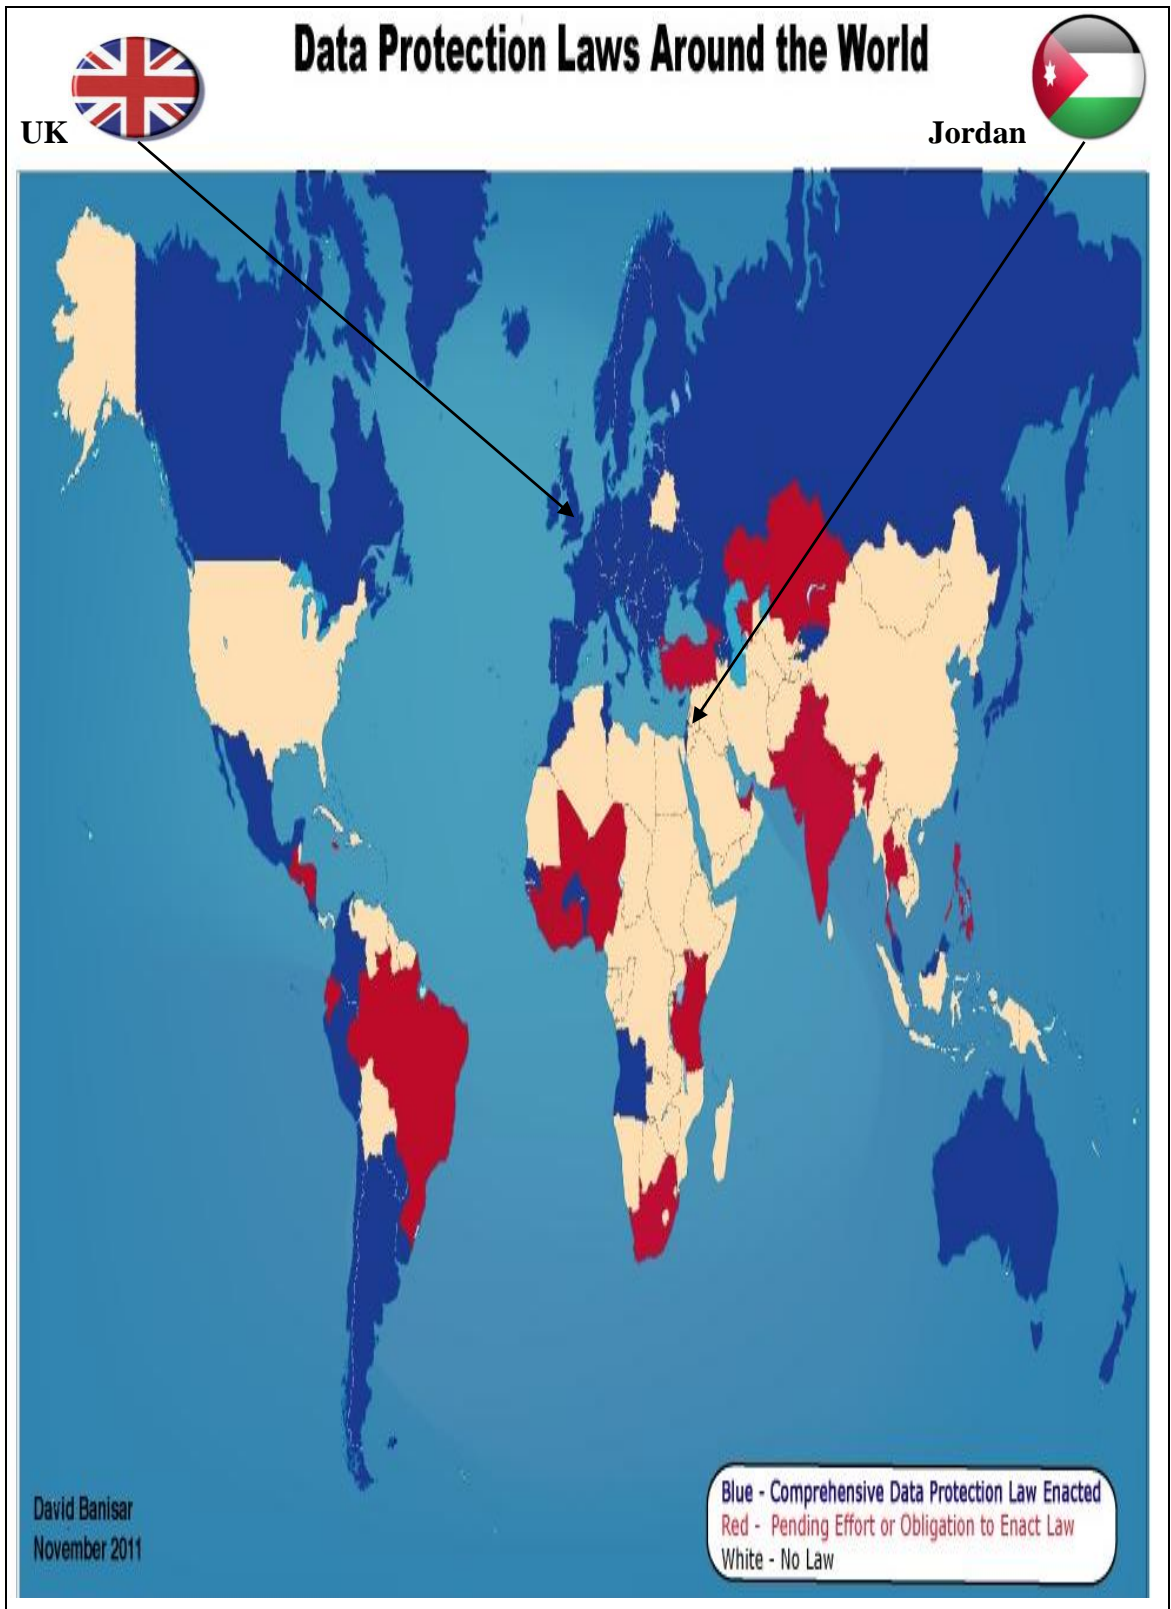 Data Protection Laws Around the World
UK
Jordan
David Banisar
November 2011
Blue - Comprehensive Data Protection Law Enacted
Red - Pending Effort or Obligation to Enact Law
White - No Law